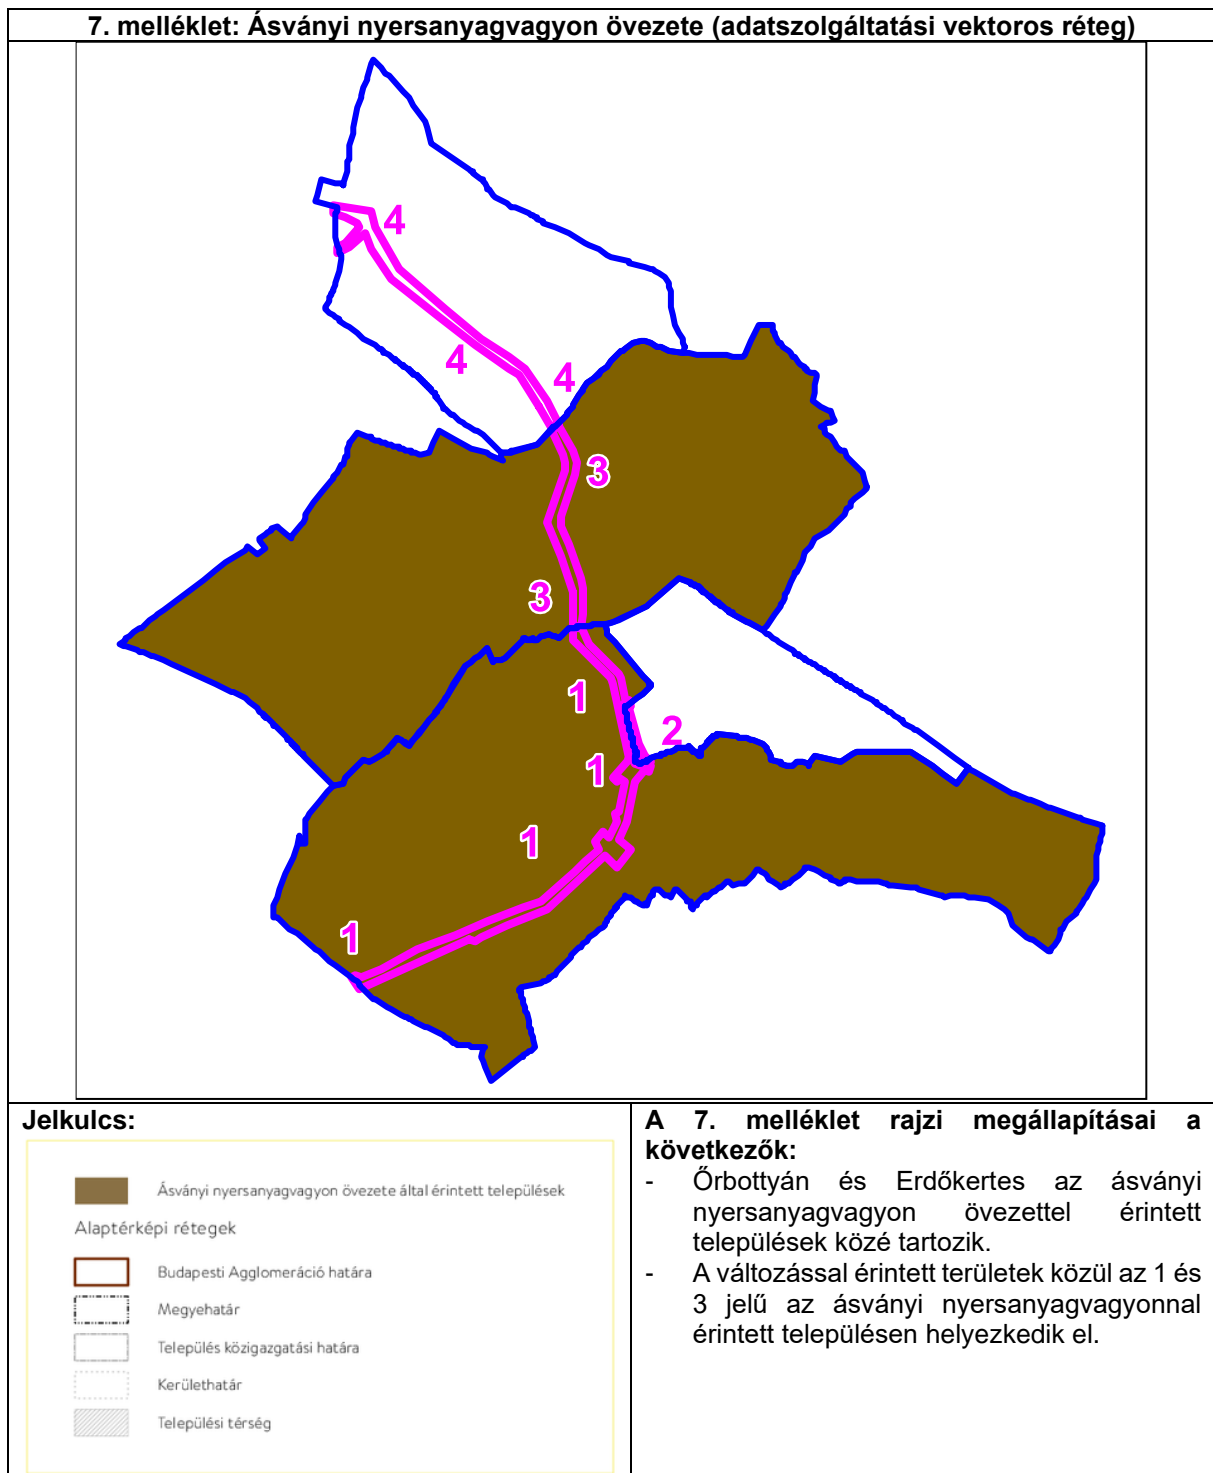 7. melléklet: Ásványi nyersanyagvagyon övezete (adatszolgáltatási vektoros réteg)
4
4
4
3
3
1
2
1
1
1
Jelkulcs:
Ásványi nyersanyagvagyon övezete által érintett települések
Alaptérképi rétegek
Budapesti Agglomeráció határa
Megyehatár
Település közigazgatási határa
Kerülethatár
Települési térség
A 7. melléklet rajzi megállapításai a
következők:
- Őrbottyán és Erdőkertes az ásványi
nyersanyagvagyon övezettel érintett
települések közé tartozik.
- A változással érintett területek közül az 1 és
3 jelű az ásványi nyersanyagvagyonnal
érintett településen helyezkedik el.